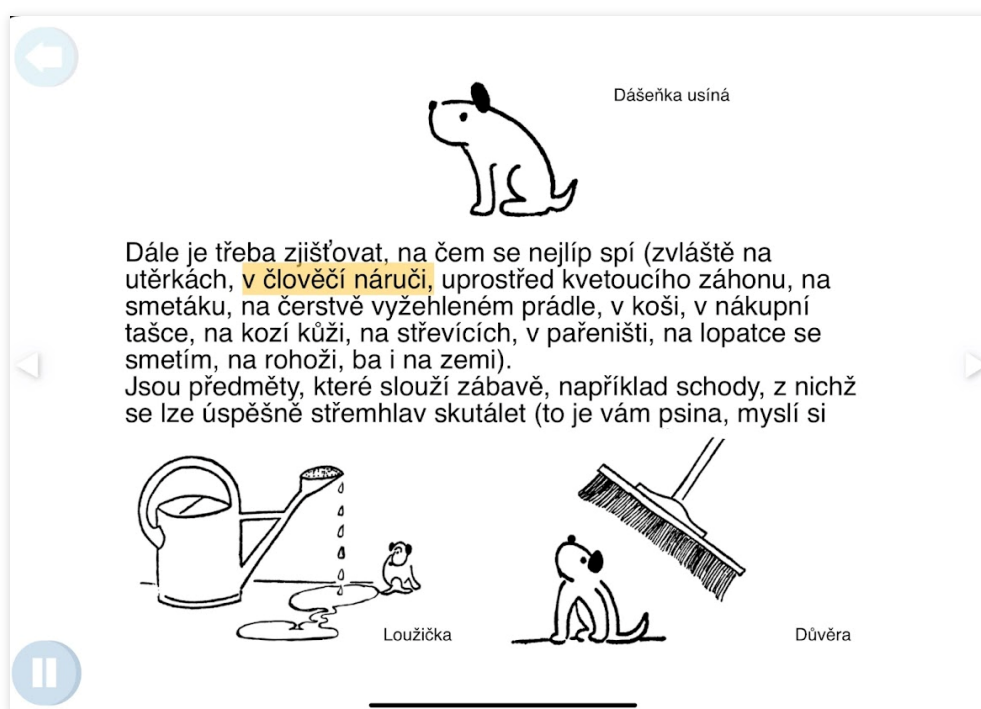 Dášeňka usíná
Dále je třeba zjišťovat, na čem se nejlíp spí (zvláště na
utěrkách, v člověčí náruči, uprostřed kvetoucího záhonu, na
smetáku, na čerstvě vyžehleném prádle, v koši, v nákupní
tašce, na kozí kůži, na střevících, v pařeništi, na lopatce se
smetím, na rohoži, ba i na zemi).
Jsou předměty, které slouží zábavě, například schody, z nichž
se lze úspěšně střemhlav skutálet (to je vám psina, myslí si
Loužička
Důvěra